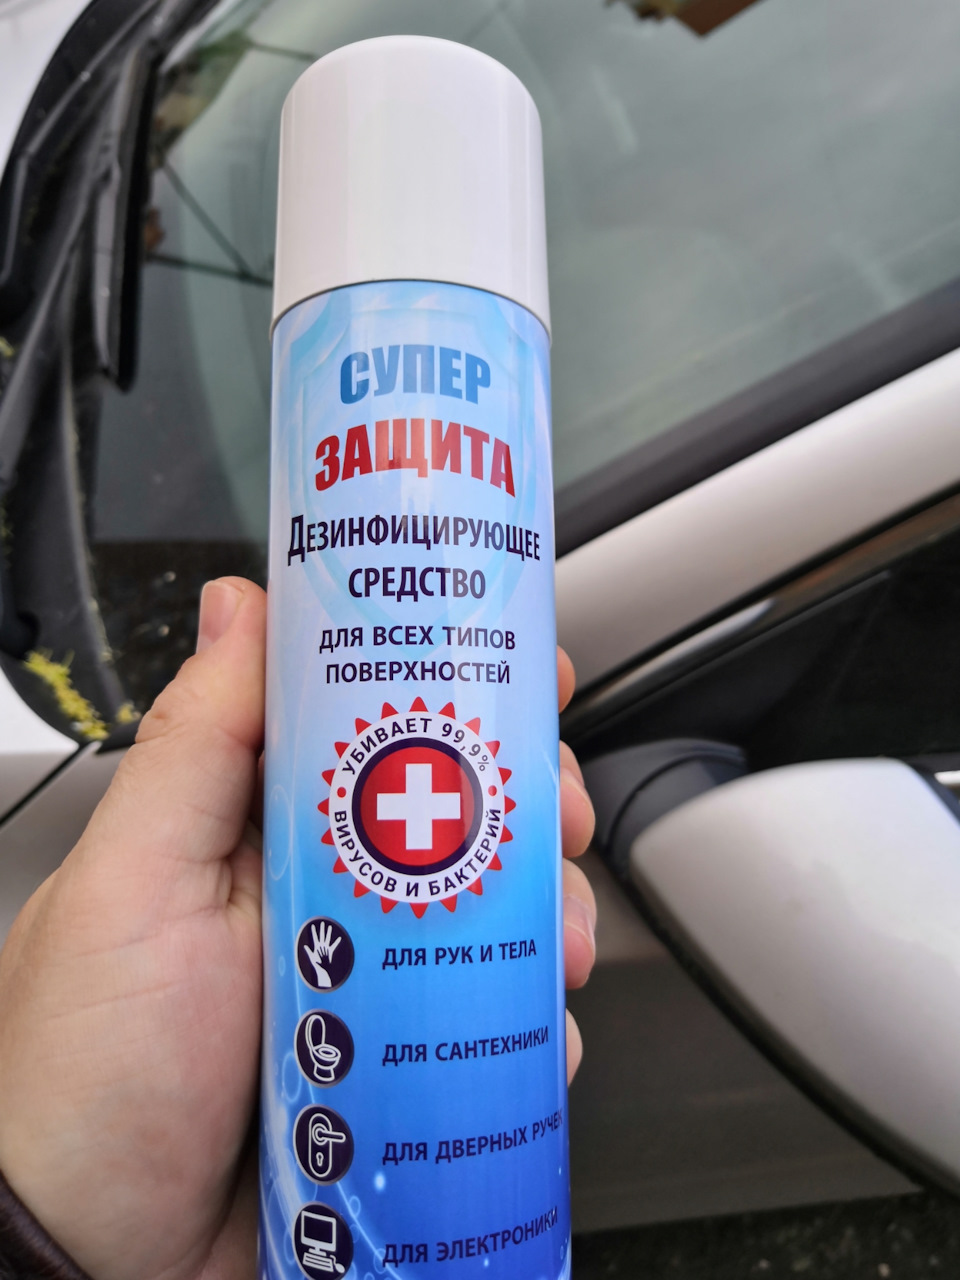 СУПЕР
ЗАЩИТА
ДЕЗИНФИЦИРУЮЩЕЕ
СРЕДСТВО
ДЛЯ ВСЕХ ТИПОВ
ПОВЕРХНОСТЕЙ
УБИВАЕТ 99,9%
ВИРУСОВ И БАКТЕРИЙ
ДЛЯ РУК И ТЕЛА
ДЛЯ САНТЕХНИКИ
ДЛЯ ДВЕРНЫХ РУЧЕК
ДЛЯ ЭЛЕКТРОНИКИ